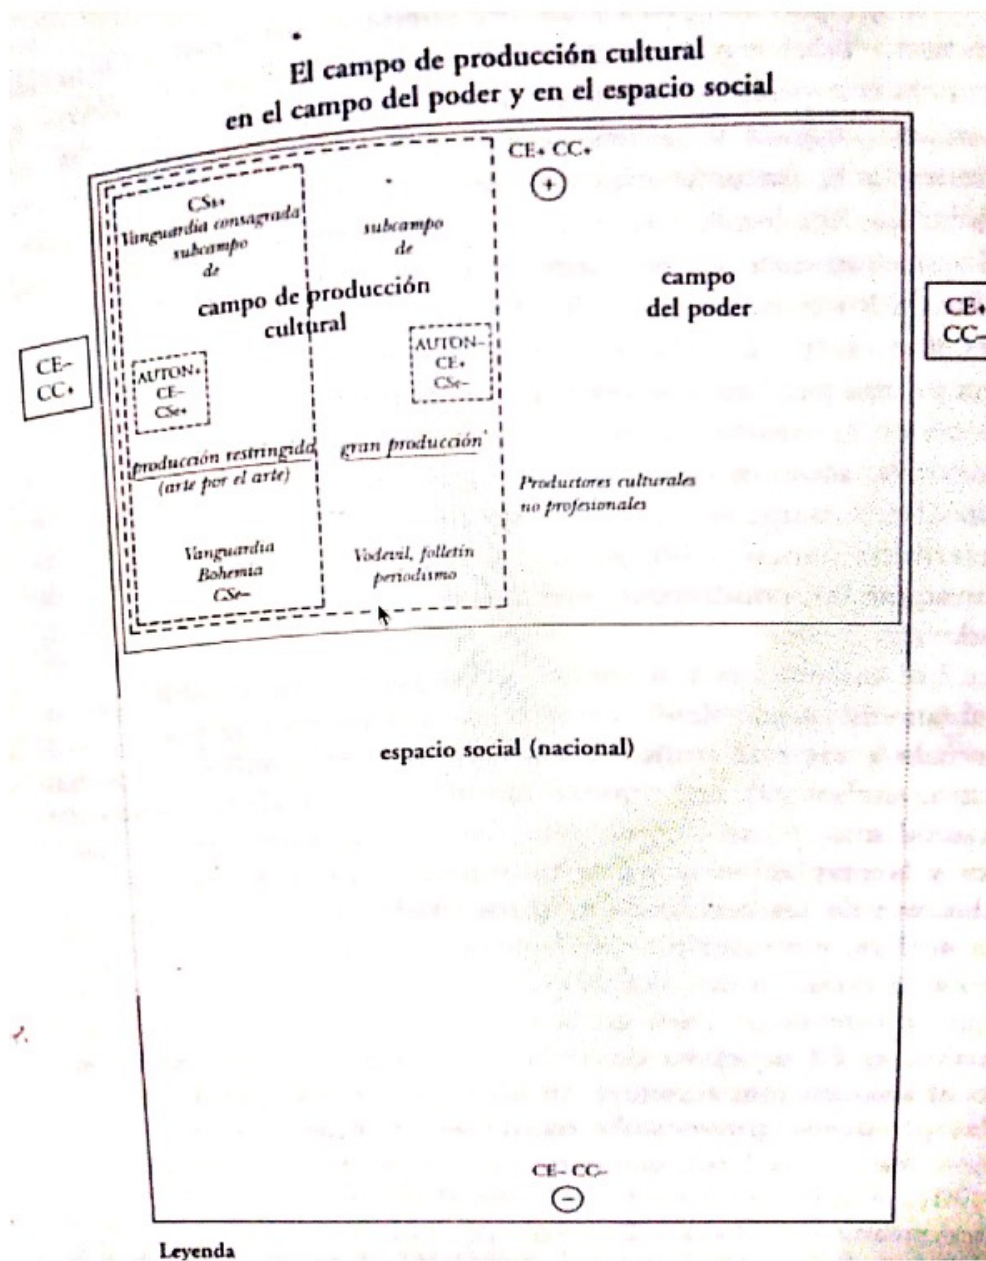 El campo de producción cultural
en el campo del poder y en el espacio social
CE+ CC+
+
CSe+
Vanguardia consagrada
subcampo
de
subcampo
de
campo de producción
cultural
campo
del poder
CE–
CC+
CE+
CC–
AUTON+
CE–
CSe+
AUTON–
CE+
CSe–
producción restringida
(arte por el arte)
gran producción
Productores culturales
no profesionales
Vanguardia
Bohemia
CSe–
Vodevil, folletín
periodismo
espacio social (nacional)
CE– CC–
–
Leyenda